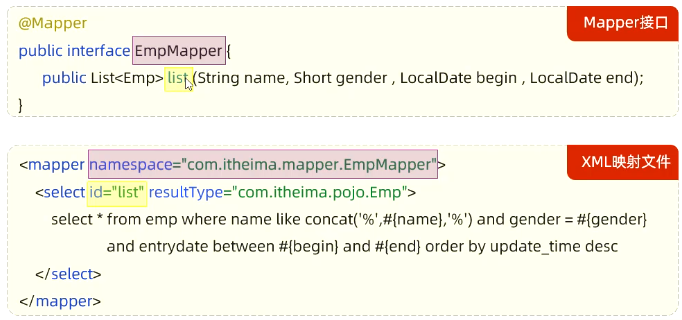 @Mapper
Mapper接口
public interface EmpMapper {
public List<Emp> list (String name, Short gender , LocalDate begin , LocalDate end);
}
XML映射文件
<mapper namespace="com.itheima.mapper.EmpMapper">
<select id="list" resultType="com.itheima.pojo.Emp">
select * from emp where name like concat('%',#{name},'%') and gender = #{gender}
and entrydate between #{begin} and #{end} order by update_time desc
</select>
</mapper>